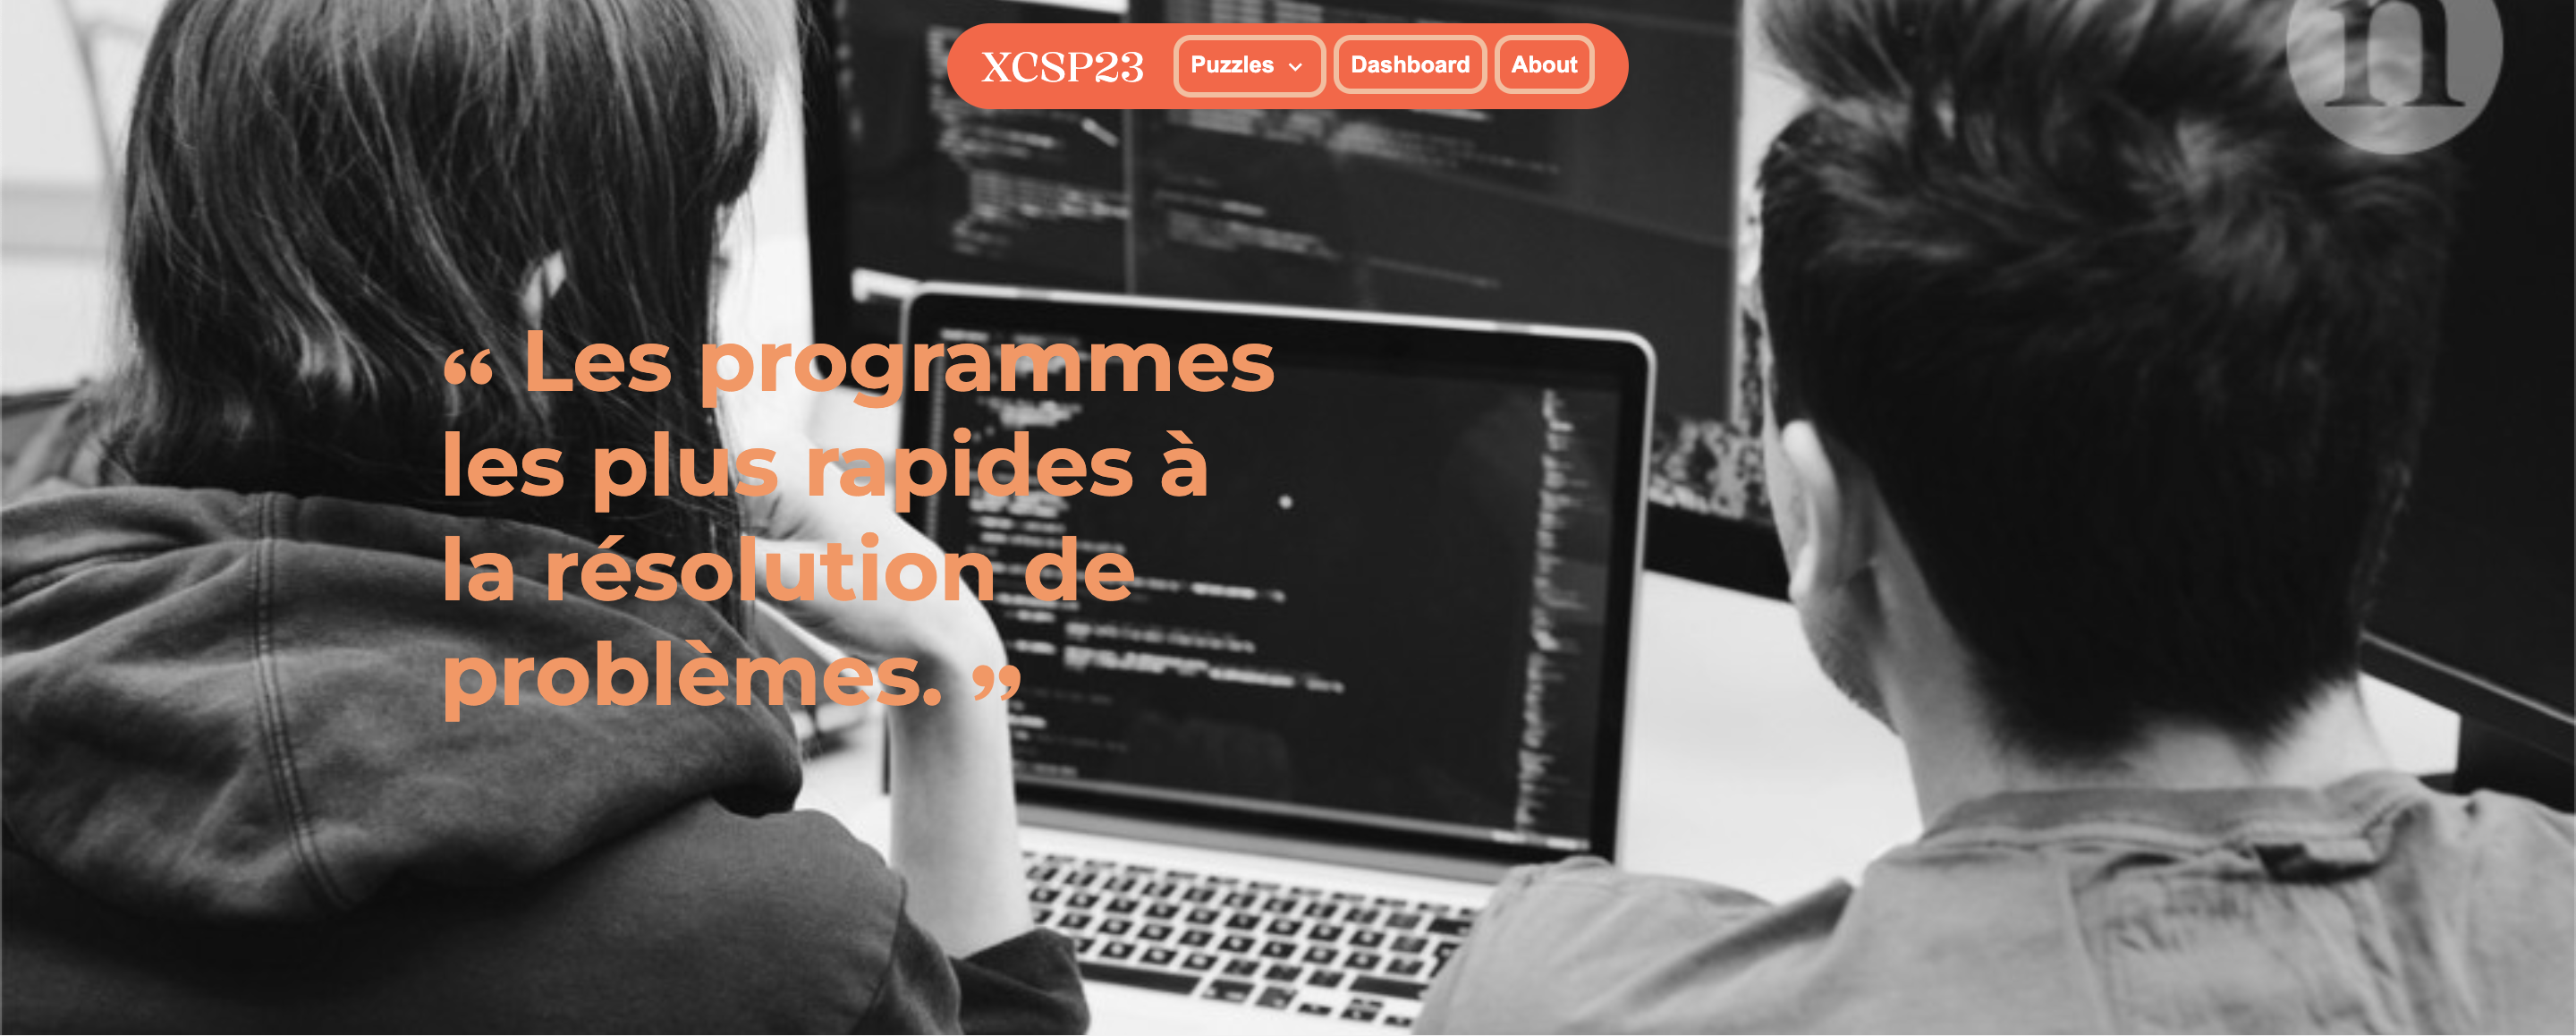 XCSP23 Puzzles Dashboard About
n
“ Les programmes
les plus rapides à
la résolution de
problèmes. ”